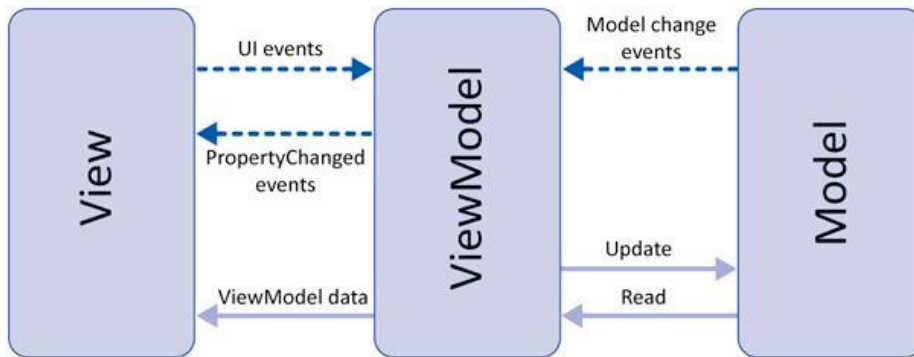 View
UI events
PropertyChanged
events
ViewModel data
ViewModel
Model change
events
Update
Read
Model